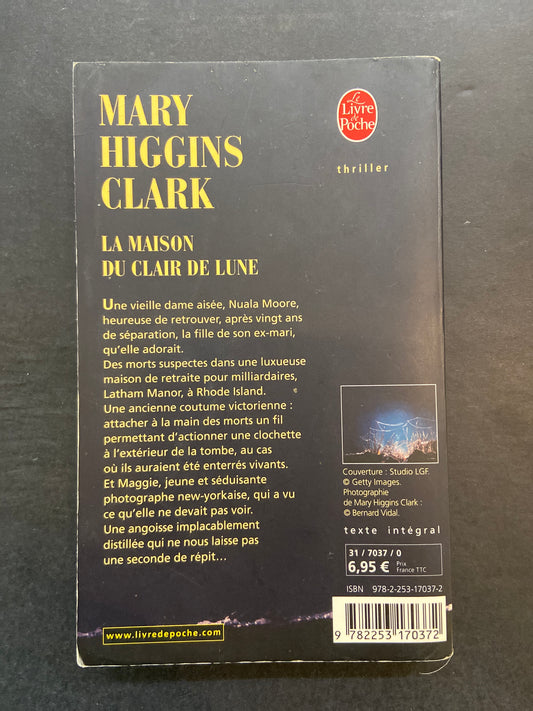 MARY
HIGGINS
CLARK
Le
Livre
de
Poche
thriller
LA MAISON
DU CLAIR DE LUNE
Une vieille dame aisée, Nuala Moore,
heureuse de retrouver, après vingt ans
de séparation, la fille de son ex-mari,
qu'elle adorait.
Des morts suspectes dans une luxueuse
maison de retraite pour milliardaires,
Latham Manor, à Rhode Island.
Une ancienne coutume victorienne :
attacher à la main des morts un fil
permettant d'actionner une clochette
à l'extérieur de la tombe, au cas
où ils auraient été enterrés vivants.
Et Maggie, jeune et séduisante
photographe new-yorkaise, qui a vu
ce qu'elle ne devait pas voir.
Une angoisse implacablement
distillée qui ne nous laisse pas
une seconde de répit...
www.livredepoche.com
Couverture : Studio LGF.
© Getty Images.
Photographie
de Mary Higgins Clark :
© Bernard Vidal.
texte intégral
31 / 7037 / 0
6,95 € Prix
France TTC
ISBN 978-2-253-17037-2
9 782253 170372